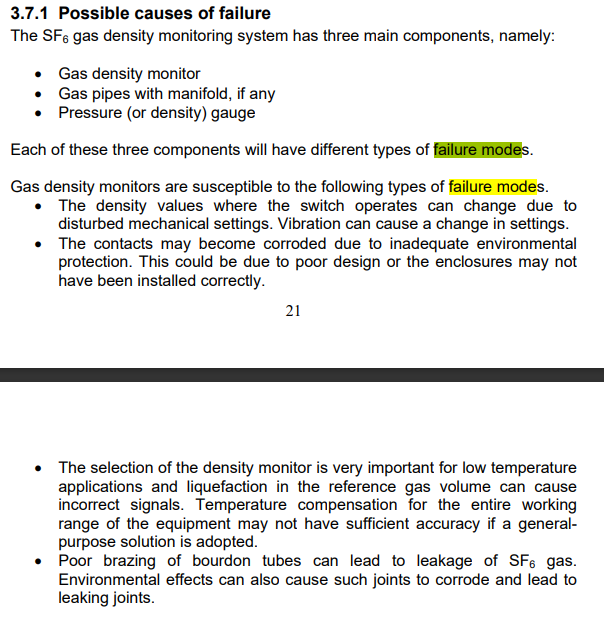 3.7.1 Possible causes of failure
The SF₆ gas density monitoring system has three main components, namely:
• Gas density monitor
• Gas pipes with manifold, if any
• Pressure (or density) gauge
Each of these three components will have different types of failure modes.
Gas density monitors are susceptible to the following types of failure modes.
• The density values where the switch operates can change due to
disturbed mechanical settings. Vibration can cause a change in settings.
• The contacts may become corroded due to inadequate environmental
protection. This could be due to poor design or the enclosures may not
have been installed correctly.
21
• The selection of the density monitor is very important for low temperature
applications and liquefaction in the reference gas volume can cause
incorrect signals. Temperature compensation for the entire working
range of the equipment may not have sufficient accuracy if a general-
purpose solution is adopted.
• Poor brazing of bourdon tubes can lead to leakage of SF₆ gas.
Environmental effects can also cause such joints to corrode and lead to
leaking joints.